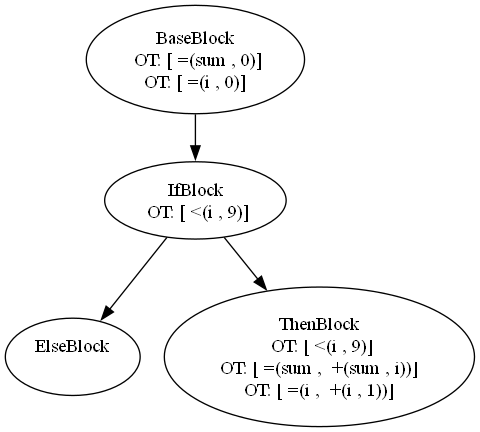 BaseBlock
OT: ⌈ =(sum , 0)⌉
OT: ⌈ =(i , 0)⌉
IfBlock
OT: ⌈ <(i , 9)⌉
ElseBlock
ThenBlock
OT: ⌈ <(i , 9)⌋
OT: ⌊ =(sum ,  +(sum , i))⌋
OT: ⌊ =(i ,  +(i , 1))⌋